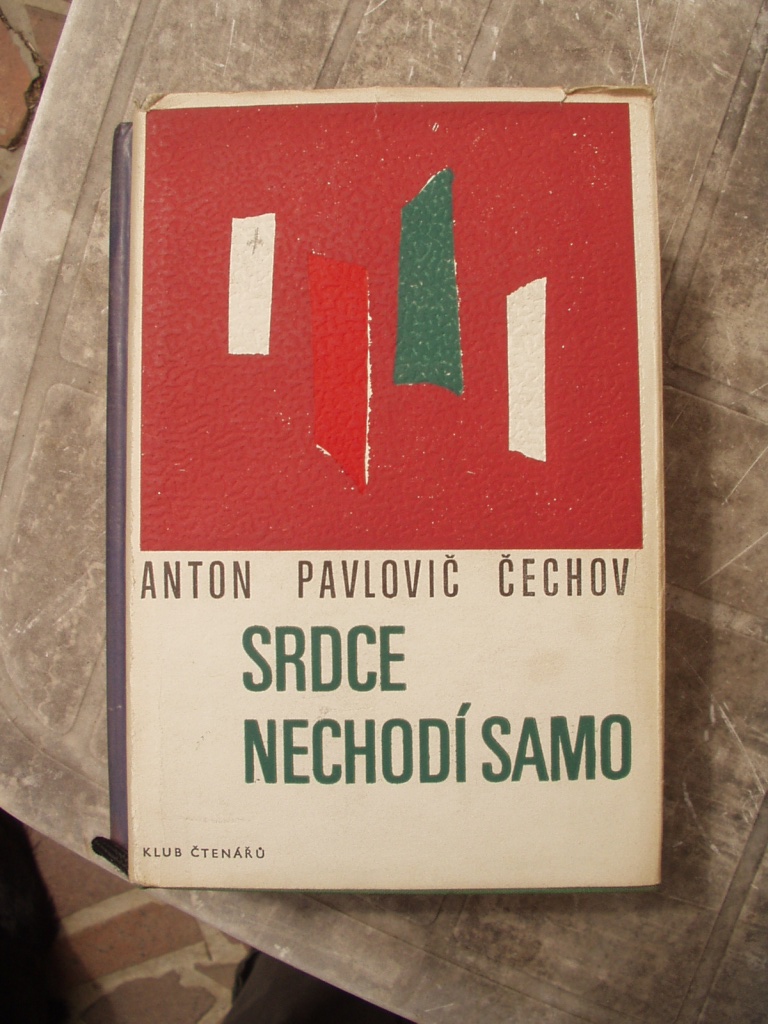 ANTON PAVLOVIČ ČECHOV
SRDCE
NECHODÍ SAMO
KLUB ČTENÁŘŮ